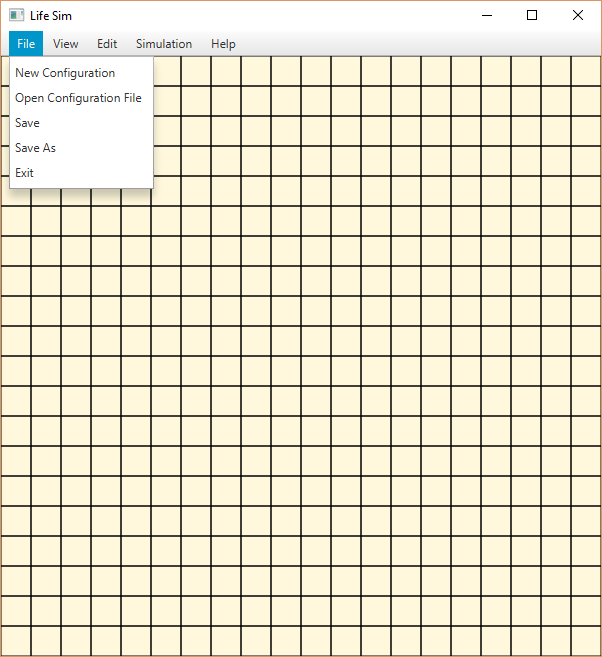 Life Sim
File View Edit Simulation Help
New Configuration
Open Configuration File
Save
Save As
Exit